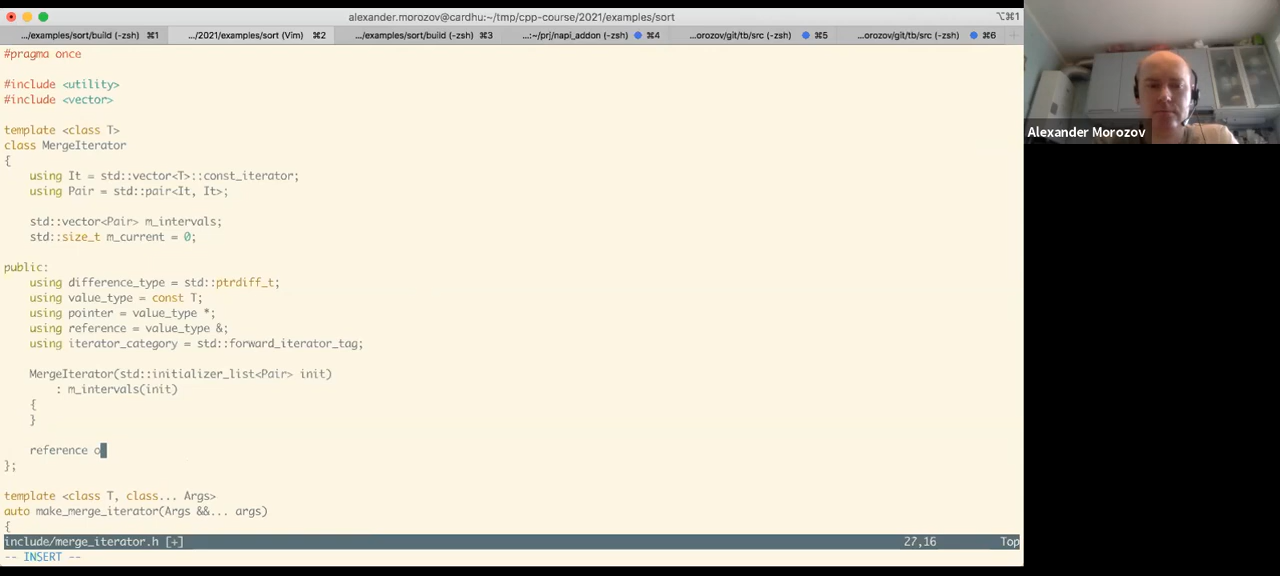 alexander.morozov@cardhu:~/tmp/cpp-course/2021/examples/sort
⌥⌘1
.../examples/sort/build (-zsh) ⌘1
.../2021/examples/sort (Vim) ⌘2
.../examples/sort/build (-zsh) ⌘3
...:~/prj/napi_addon (-zsh) ⌘4
...orozov/git/tb/src (-zsh) ⌘5
...orozov/git/tb/src (-zsh) ⌘6
#pragma once
#include <utility>
#include <vector>
template <class T>
class MergeIterator
{
using It = std::vector<T>::const_iterator;
using Pair = std::pair<It, It>;
std::vector<Pair> m_intervals;
std::size_t m_current = 0;
public:
using difference_type = std::ptrdiff_t;
using value_type = const T;
using pointer = value_type *;
using reference = value_type &;
using iterator_category = std::forward_iterator_tag;
MergeIterator(std::initializer_list<Pair> init)
: m_intervals(init)
{
}
reference o
};
template <class T, class... Args>
auto make_merge_iterator(Args &&... args)
{
include/merge_iterator.h [+] 27,16 Top
-- INSERT --
Alexander Morozov